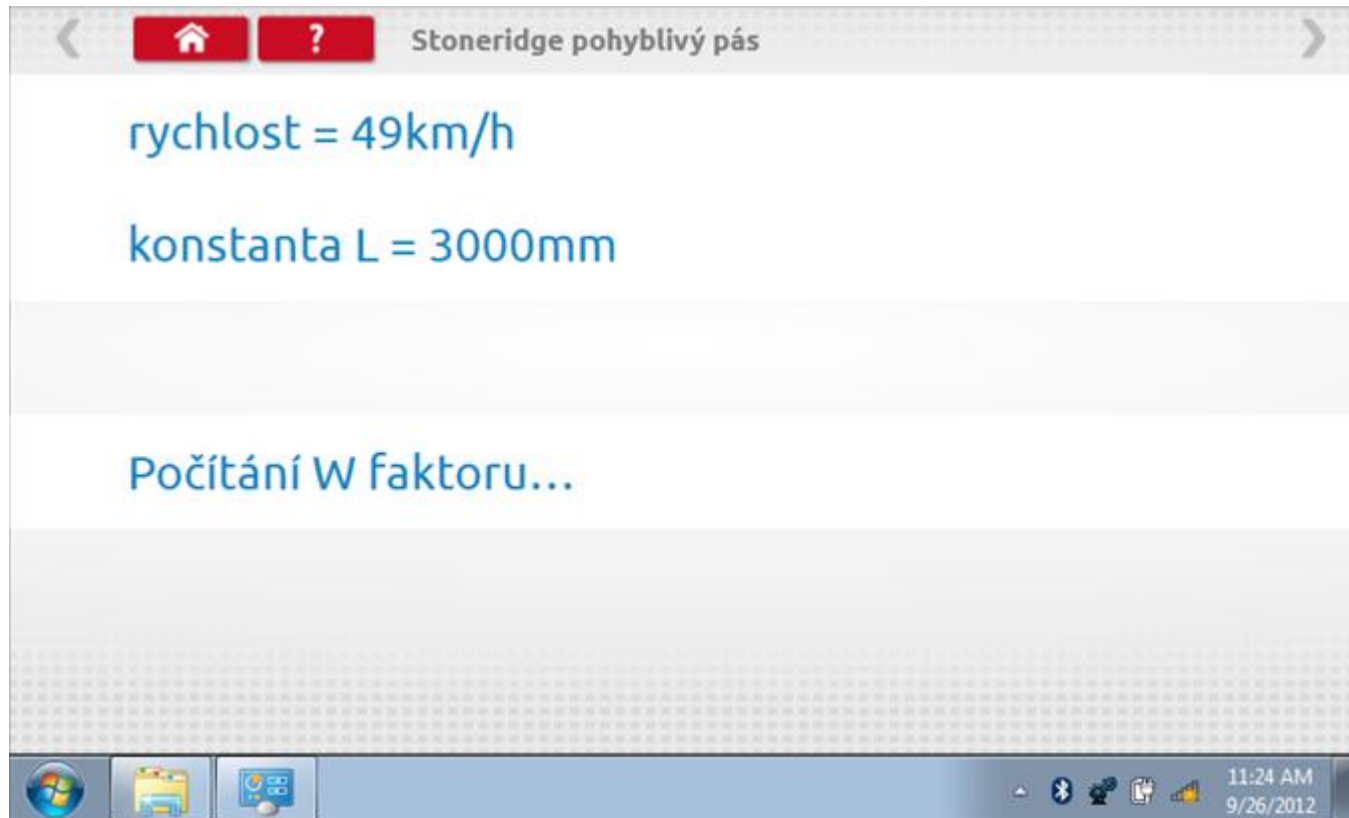 ? Stoneridge pohyblivý pás
rychlost = 49km/h
konstanta L = 3000mm
Počítání W faktoru...
11:24 AM
9/26/2012